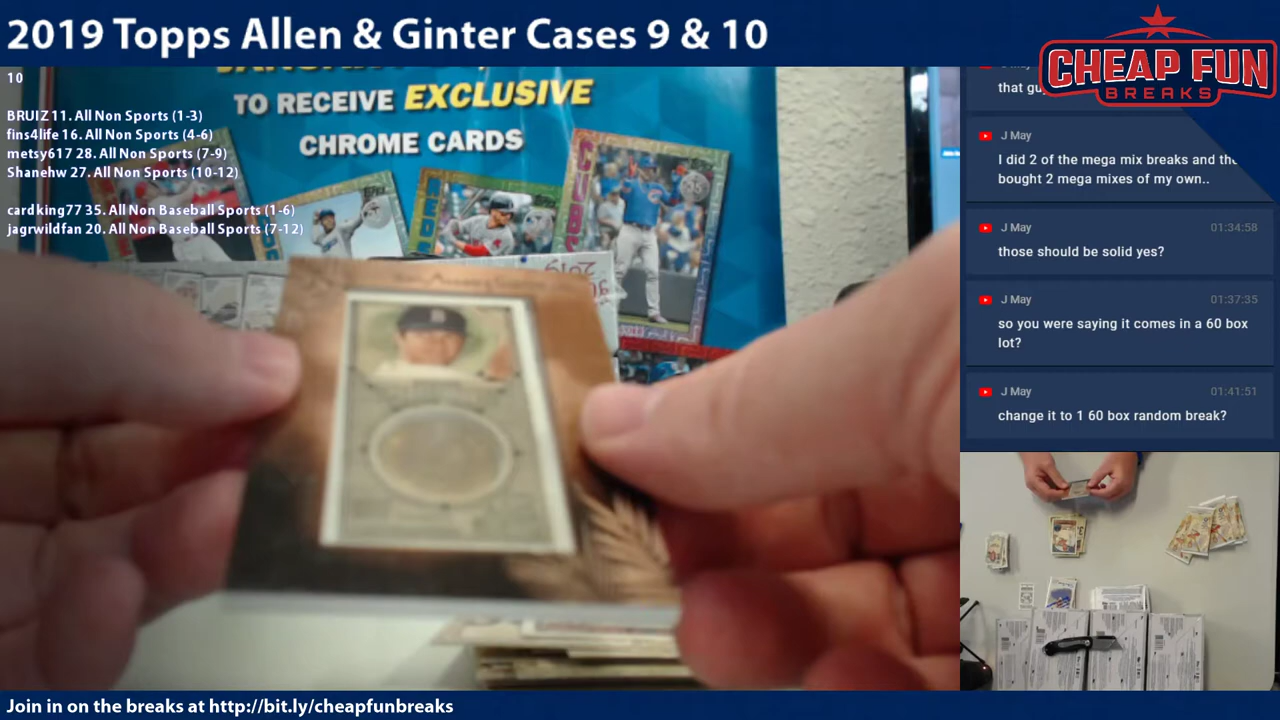 2019 Topps Allen & Ginter Cases 9 & 10
CHEAP FUN
BREAKS
10
BRUIZ 11. All Non Sports (1-3)
fins4life 16. All Non Sports (4-6)
metsy617 28. All Non Sports (7-9)
Shanehw 27. All Non Sports (10-12)
cardking77 35. All Non Baseball Sports (1-6)
jagrwildfan 20. All Non Baseball Sports (7-12)
TO RECEIVE EXCLUSIVE
CHROME CARDS
CUBS
Topps
2019
B
that
J May
I did 2 of the mega mix breaks and
bought 2 mega mixes of my own..
J May 01:34:58
those should be solid yes?
J May 01:37:35
so you were saying it comes in a 60 box
lot?
J May 01:41:51
change it to 1 60 box random break?
Join in on the breaks at http://bit.ly/cheapfunbreaks